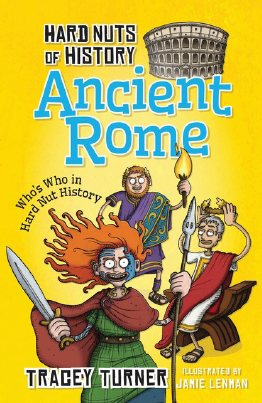 HARD NUTS
OF HISTORY
Ancient
Rome
Who's Who in
Hard Nut History
TRACEY TURNER
ILLUSTRATED BY
JAMIE LENMAN